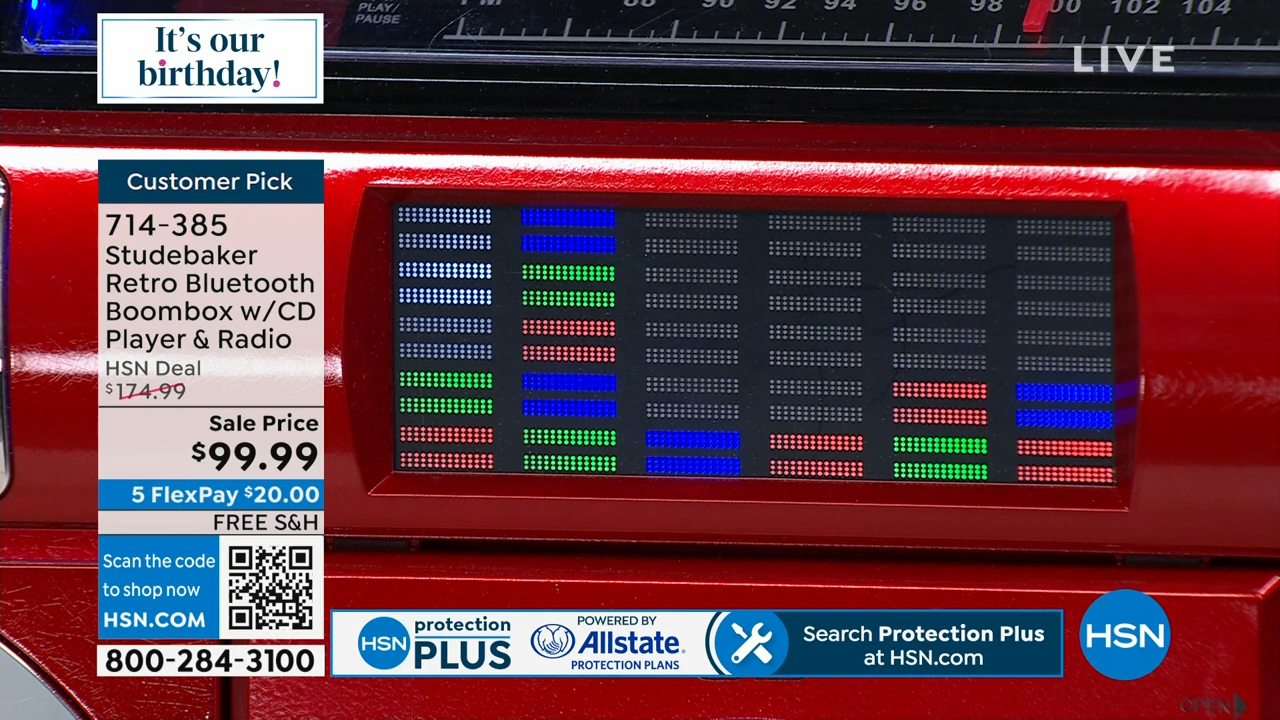 PLAY/
PAUSE
88 90 92 94 96 98 100 102 104
LIVE
It's our
birthday!
Customer Pick
714-385
Studebaker
Retro Bluetooth
Boombox w/CD
Player & Radio
HSN Deal
$174.99
Sale Price
$99.99
5 FlexPay $20.00
FREE S&H
Scan the code
to shop now
HSN.COM
800-284-3100
HSN
protection
PLUS
POWERED BY
Allstate
PROTECTION PLANS
Search Protection Plus
at HSN.com
HSN
OPEN